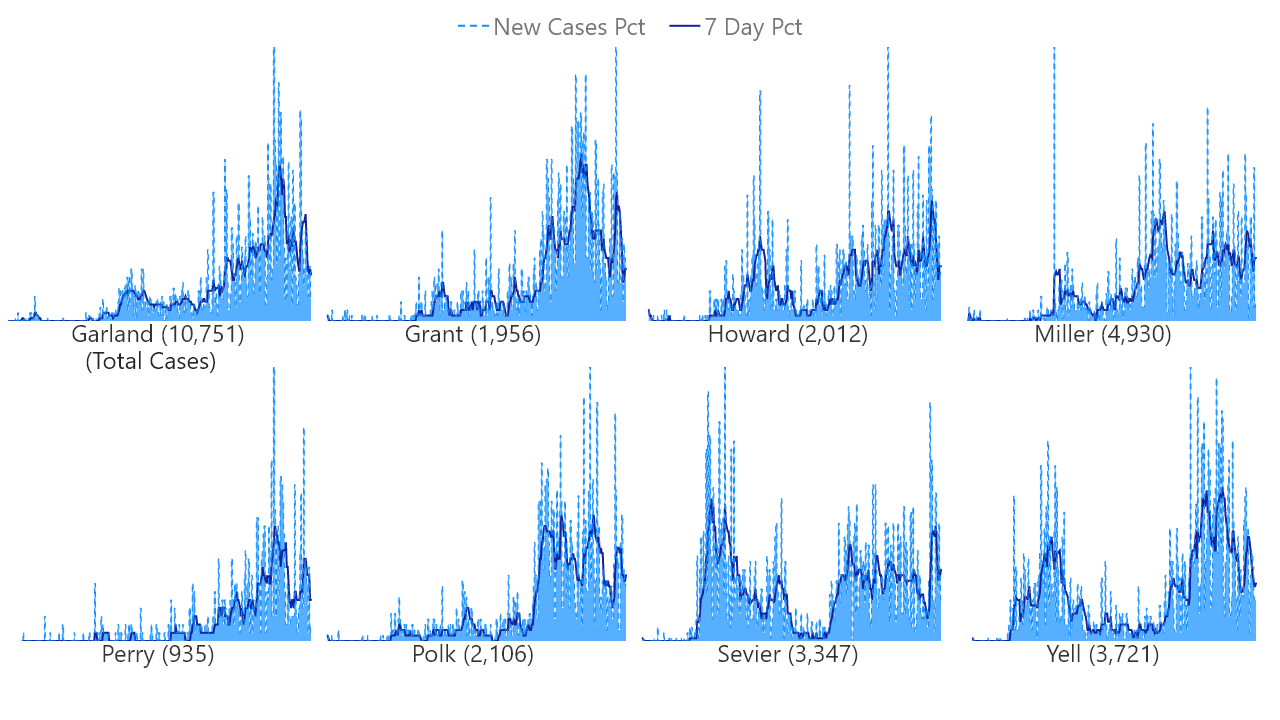 New Cases Pct 7 Day Pct
Garland (10,751) Grant (1,956) Howard (2,012) Miller (4,930)
(Total Cases)
Perry (935) Polk (2,106) Sevier (3,347) Yell (3,721)